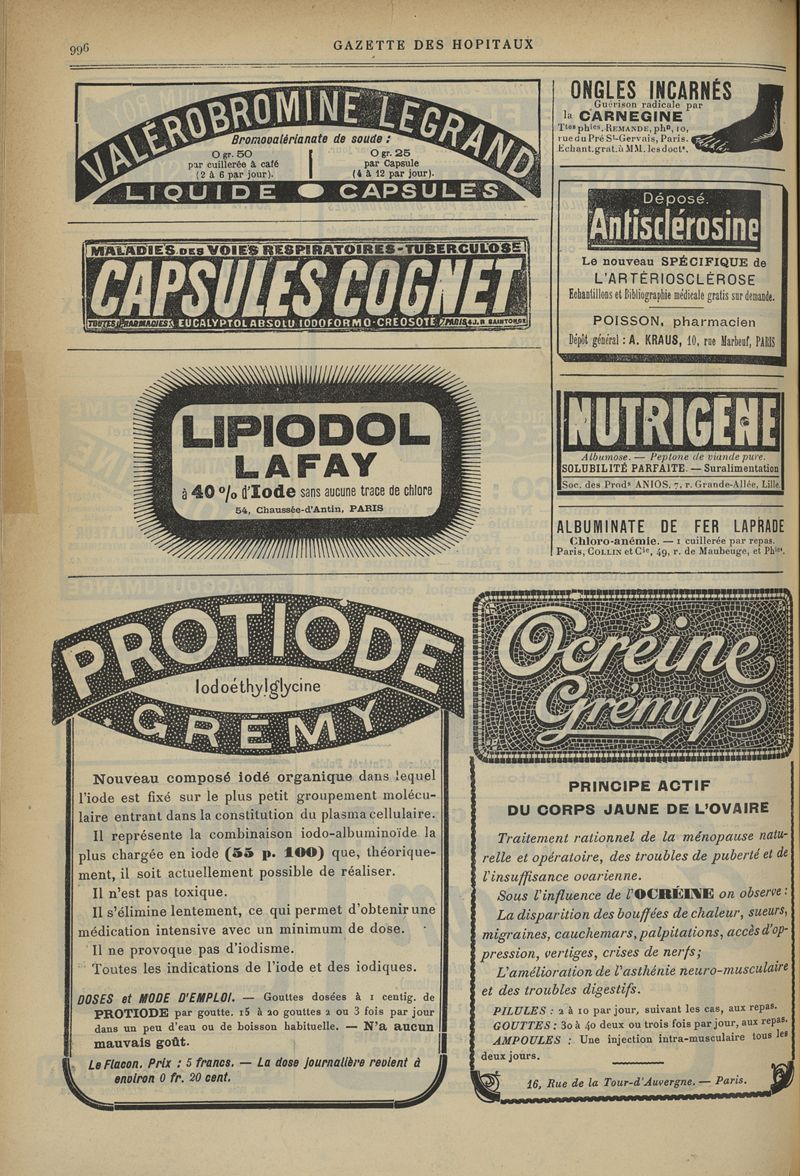 996
GAZETTE DES HOPITAUX
VALÉROBROMINE LEGRAND
Bromovalérianate de soude :
0 gr. 50
par cuillerée à café
(2 à 6 par jour).
0 gr. 25
par Capsule
(4 à 12 par jour).
LIQUIDE CAPSULES
MALADIES DES VOIES RESPIRATOIRES - TUBERCULOSE
CAPSULES COGNET
TOUTES PHARMACIES EUCALYPTOL ABSOLU IODOFORMO-CRÉOSOTÉ PARIS, 43, R SAINTONGE
LIPIODOL
LAFAY
à 40 % d'Iode sans aucune trace de chlore
54, Chaussée-d'Antin, PARIS
ONGLES INCARNÉS
Guérison radicale par
la CARNEGINE
Ttes phies. REMANDE, phn, 10,
rue du Pré St-Gervais, Paris.
Echant. grat. à MM. les doctrs.
Déposé.
Antisclérosine
Le nouveau SPÉCIFIQUE de
L'ARTÉRIOSCLÉROSE
Echantillons et Bibliographie médicale gratis sur demande.
POISSON, pharmacien
Dépôt général : A. KRAUS, 10, rue Marbeuf, PARIS
NUTRIGÈNE
Albumose. — Peptone de viande pure.
SOLUBILITÉ PARFAITE. — Suralimentation
Soc. des Prods ANIOS, 7, r. Grande-Allée, Lille.
ALBUMINATE DE FER LAPRADE
Chloro-anémie. — 1 cuillerée par repas.
Paris, COLLIN et Cie, 49, r. de Maubeuge, et Phies.
PROTIODE
Iodoéthylglycine
GRÉMY
Nouveau composé iodé organique dans lequel
l'iode est fixé sur le plus petit groupement molécu-
laire entrant dans la constitution du plasma cellulaire.
Il représente la combinaison iodo-albuminoïde la
plus chargée en iode (55 p. 100) que, théorique-
ment, il soit actuellement possible de réaliser.
Il n'est pas toxique.
Il s'élimine lentement, ce qui permet d'obtenir une
médication intensive avec un minimum de dose.
Il ne provoque pas d'iodisme.
Toutes les indications de l'iode et des iodiques.
DOSES et MODE D'EMPLOI. — Gouttes dosées à 1 centig. de
PROTIODE par goutte. 15 à 20 gouttes 2 ou 3 fois par jour
dans un peu d'eau ou de boisson habituelle. — N'a aucun
mauvais goût.
Le Flacon. Prix : 5 francs. — La dose journalière revient à
environ 0 fr. 20 cent.
Ocréine
Grémy
PRINCIPE ACTIF
DU CORPS JAUNE DE L'OVAIRE
Traitement rationnel de la ménopause natu-
relle et opératoire, des troubles de puberté et de
l'insuffisance ovarienne.
Sous l'influence de l'OCRÉINE on observe :
La disparition des bouffées de chaleur, sueurs,
migraines, cauchemars, palpitations, accès d'op-
pression, vertiges, crises de nerfs ;
L'amélioration de l'asthénie neuro-musculaire
et des troubles digestifs.
PILULES : 2 à 10 par jour, suivant les cas, aux repas.
GOUTTES : 30 à 40 deux ou trois fois par jour, aux repas.
AMPOULES : Une injection intra-musculaire tous les
deux jours.
16, Rue de la Tour-d'Auvergne. — Paris.